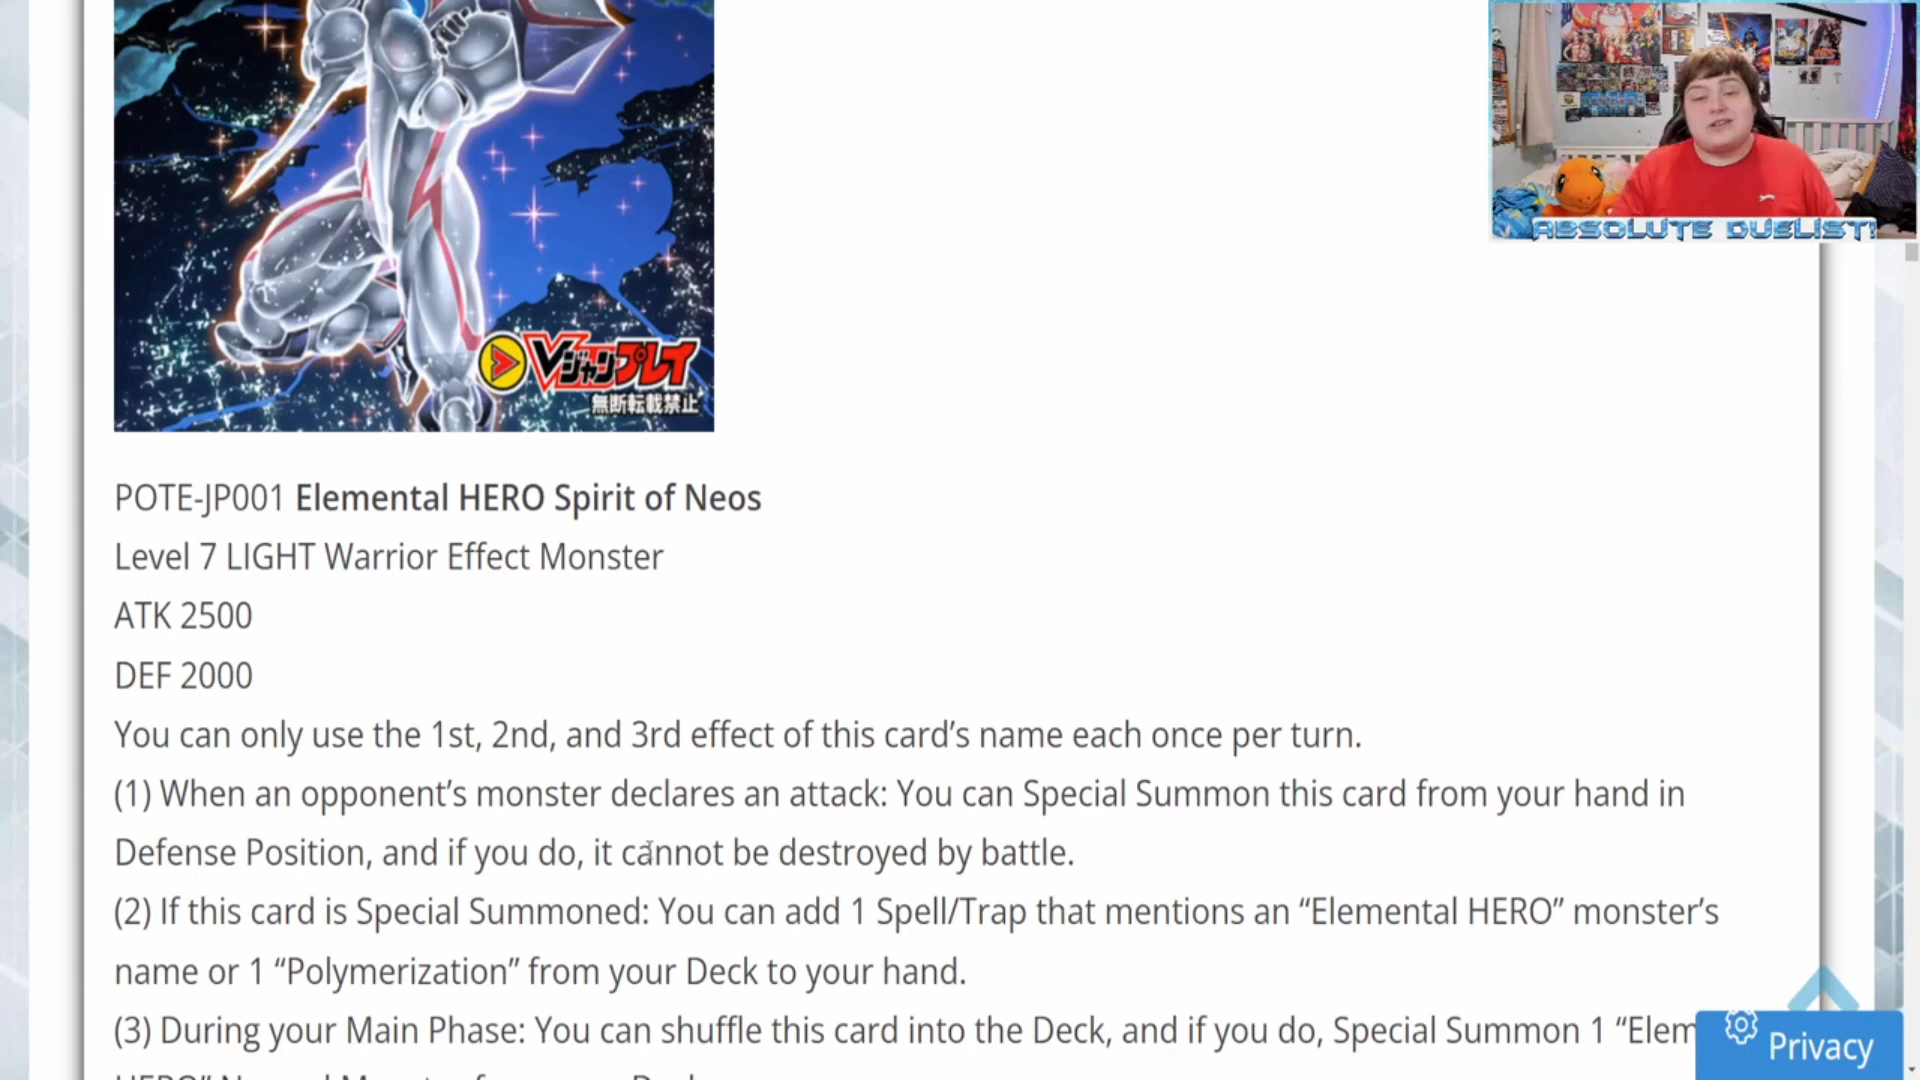 ABSOLUTE DUELIST!
Vジャンプレイ
無断転載禁止
POTE-JP001 Elemental HERO Spirit of Neos
Level 7 LIGHT Warrior Effect Monster
ATK 2500
DEF 2000
You can only use the 1st, 2nd, and 3rd effect of this card’s name each once per turn.
(1) When an opponent’s monster declares an attack: You can Special Summon this card from your hand in
Defense Position, and if you do, it cannot be destroyed by battle.
(2) If this card is Special Summoned: You can add 1 Spell/Trap that mentions an “Elemental HERO” monster’s
name or 1 “Polymerization” from your Deck to your hand.
(3) During your Main Phase: You can shuffle this card into the Deck, and if you do, Special Summon 1 “Elem
Privacy